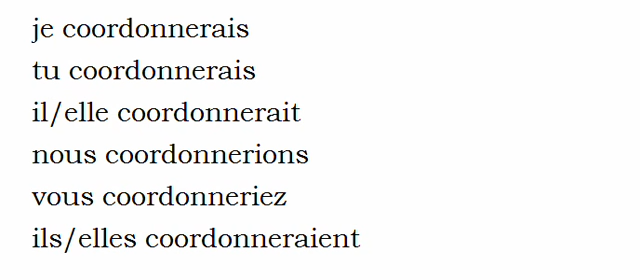 je coordonnerais
tu coordonnerais
il/elle coordonnerait
nous coordonnerions
vous coordonneriez
ils/elles coordonneraient